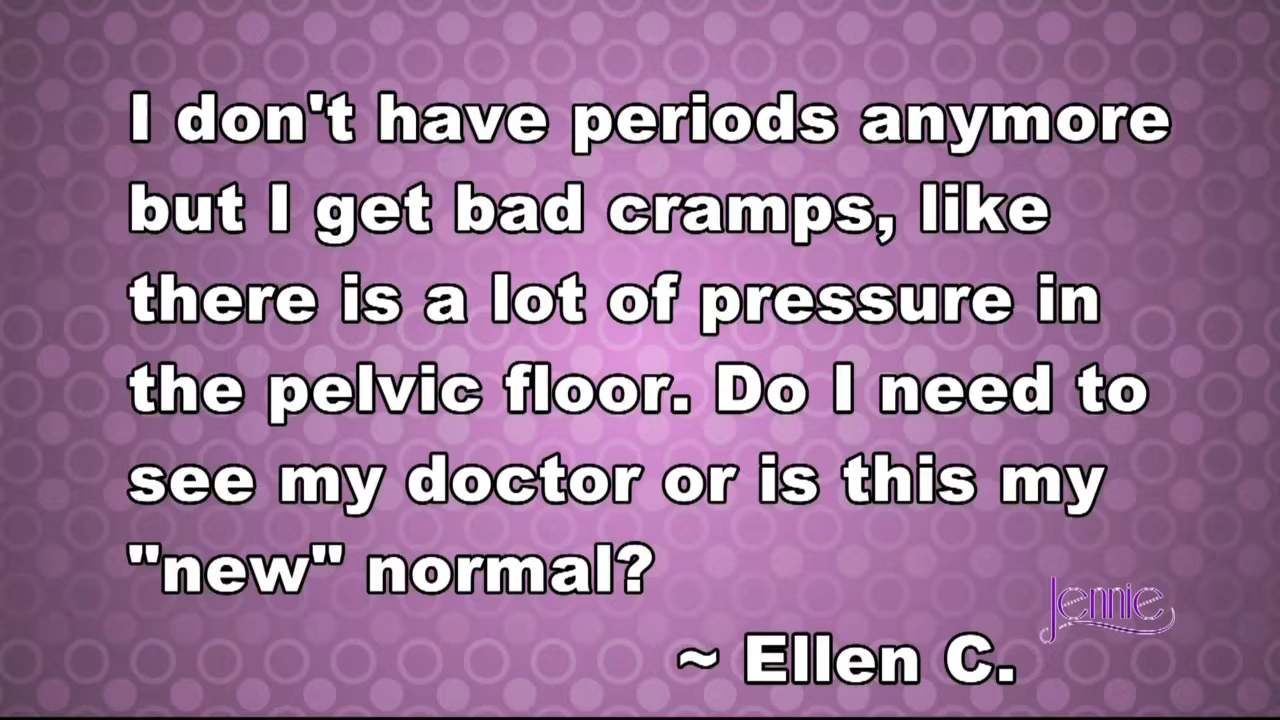 I don't have periods anymore
but I get bad cramps, like
there is a lot of pressure in
the pelvic floor. Do I need to
see my doctor or is this my
"new" normal?
Jennie
~ Ellen C.